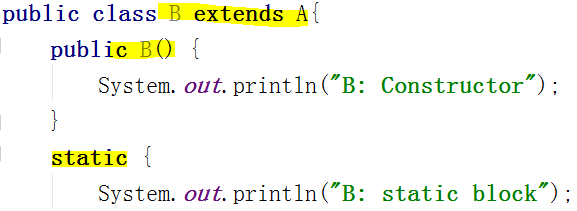 public class B extends A{
public B() {
System.out.println("B: Constructor");
}
static {
System.out.println("B: static block");